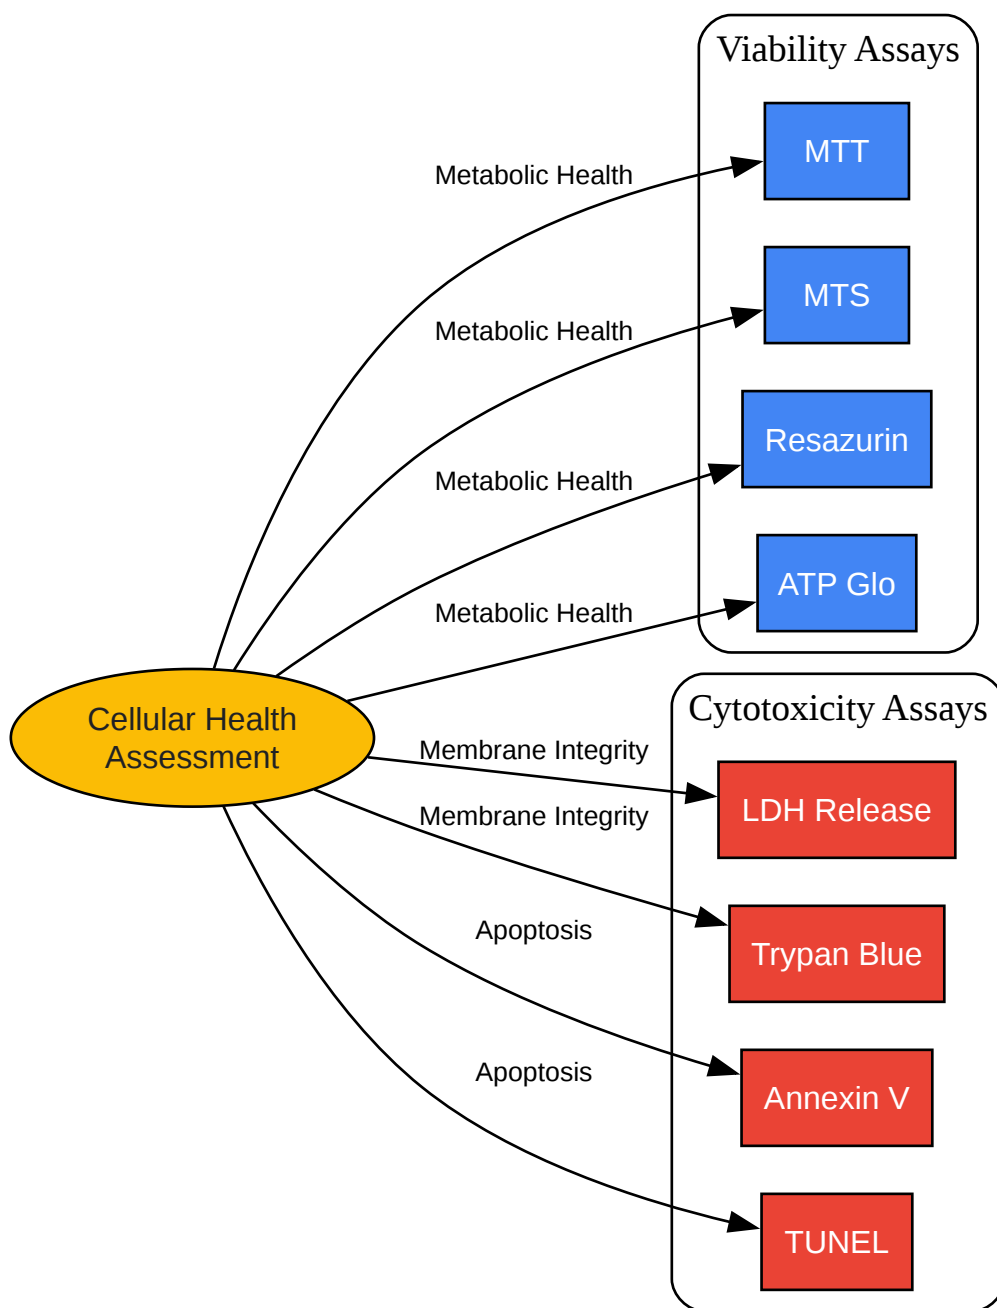 Viability Assays
MTT
Metabolic Health
MTS
Metabolic Health
Resazurin
Metabolic Health
ATP Glo
Metabolic Health
Cellular Health
Assessment
Cytotoxicity Assays
Membrane Integrity
LDH Release
Membrane Integrity
Trypan Blue
Apoptosis
Annexin V
Apoptosis
TUNEL